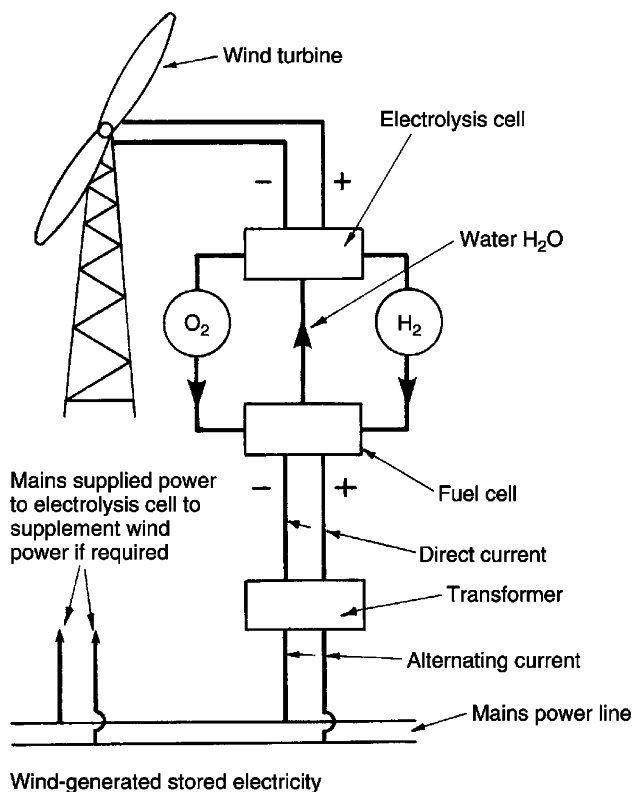 Wind turbine
Electrolysis cell
− +
Water H₂O
O₂
H₂
Mains supplied power
to electrolysis cell to
supplement wind
power if required
− +
Fuel cell
Direct current
Transformer
Alternating current
Mains power line
Wind-generated stored electricity